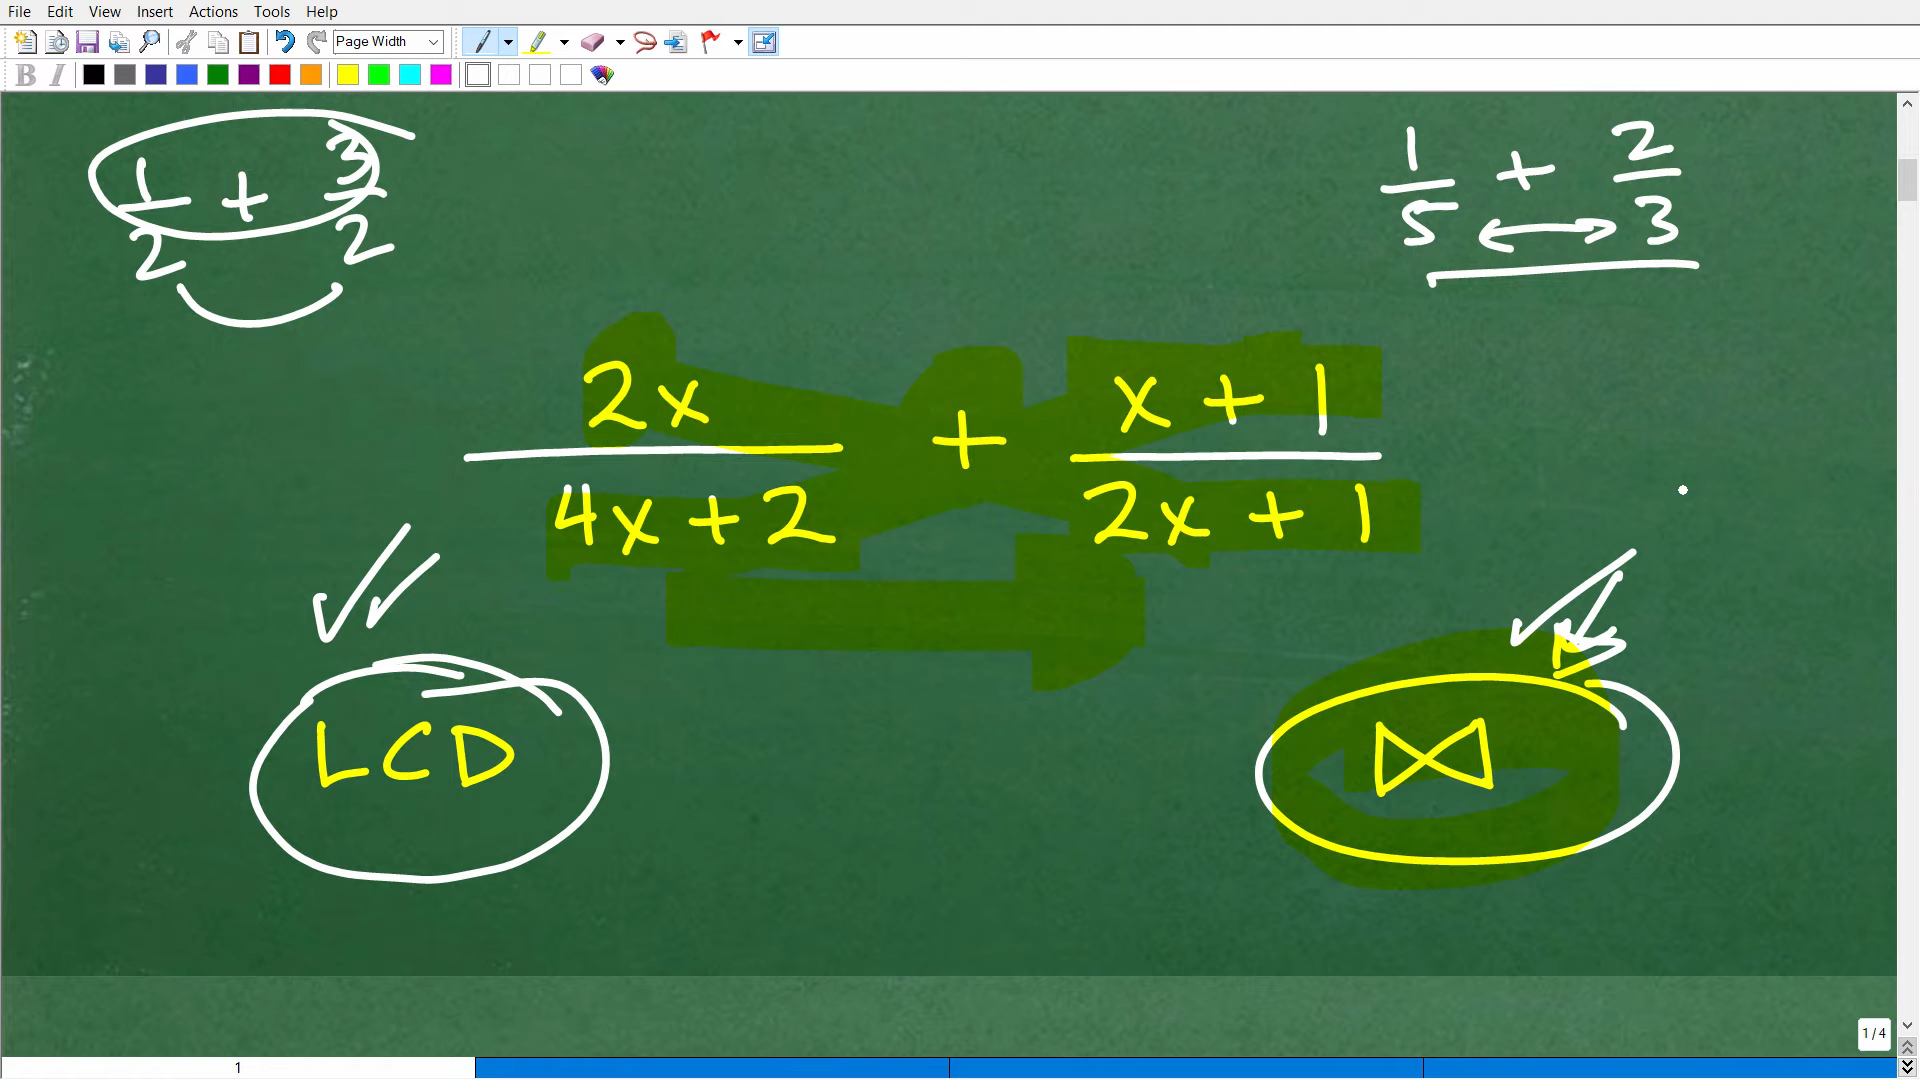 File Edit View Insert Actions Tools Help
Page Width
B I
1/2 + 3/2
1/5 + 2/3
2x/4x + 2 + x + 1/2x + 1
LCD
1 / 4
1